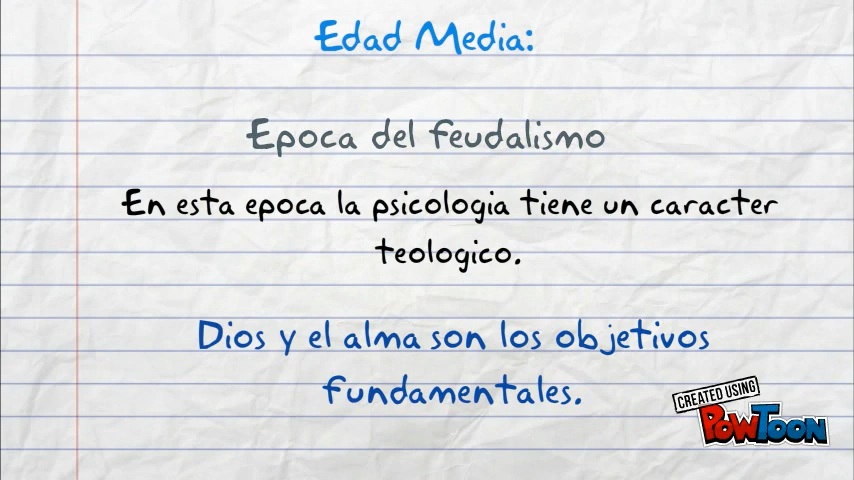 Edad Media:
Epoca del feudalismo
En esta epoca la psicologia tiene un caracter
teologico.
Dios y el alma son los objetivos
fundamentales.
CREATED USING
POWTOON